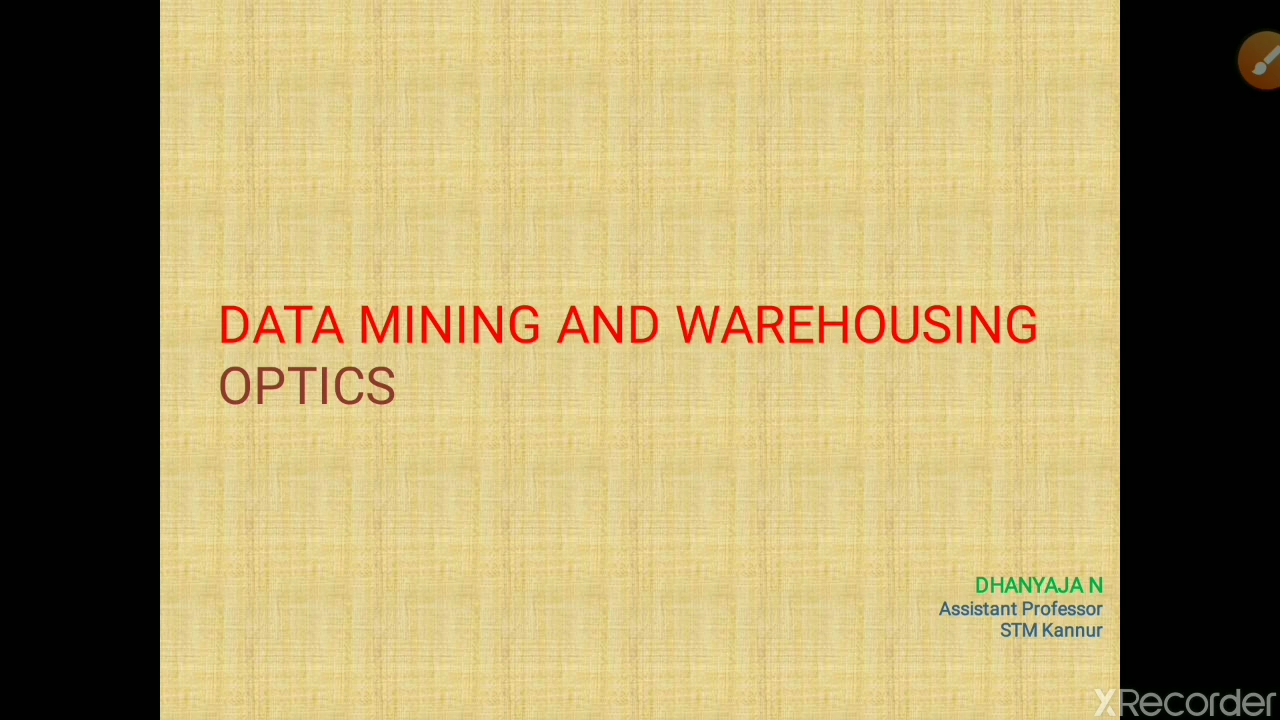 DATA MINING AND WAREHOUSING
OPTICS
DHANYAJA N
Assistant Professor
STM Kannur
XRecorder